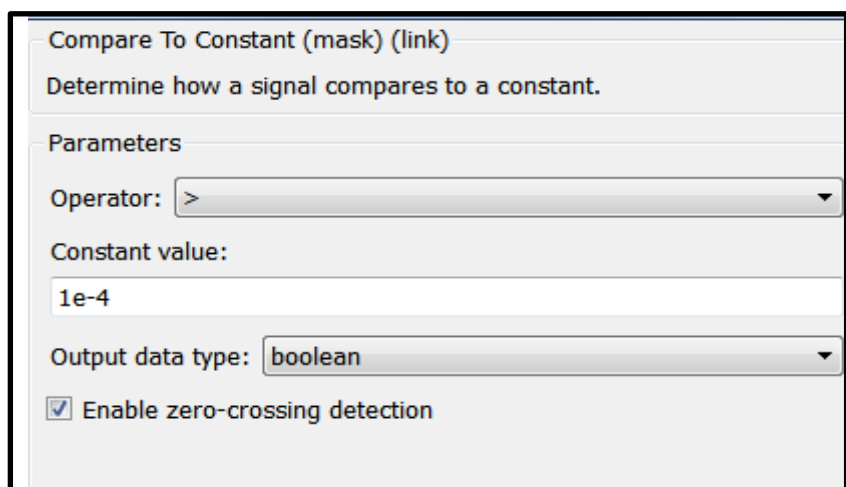 Compare To Constant (mask) (link)
Determine how a signal compares to a constant.
Parameters
Operator: >
Constant value:
1e-4
Output data type: boolean
Enable zero-crossing detection